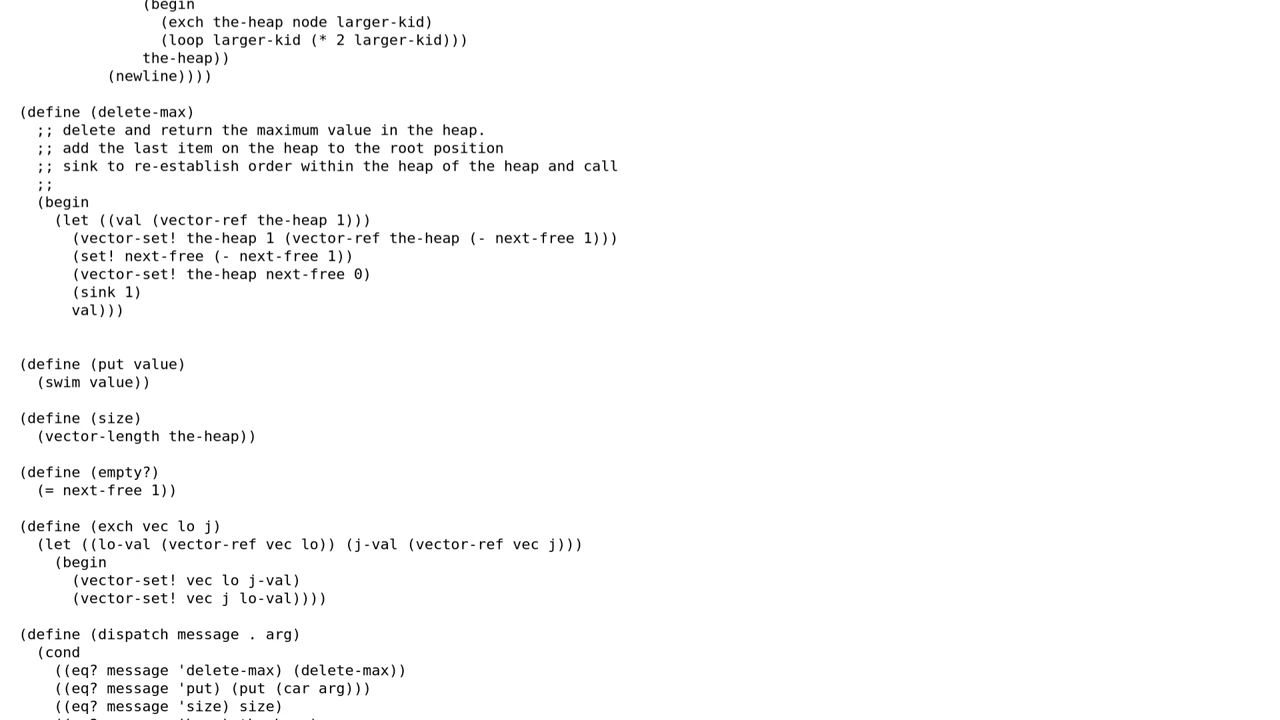 (begin
(exch the-heap node larger-kid)
(loop larger-kid (* 2 larger-kid)))
the-heap))
(newline))))
(define (delete-max)
;; delete and return the maximum value in the heap.
;; add the last item on the heap to the root position
;; sink to re-establish order within the heap of the heap and call
;;
(begin
(let ((val (vector-ref the-heap 1)))
(vector-set! the-heap 1 (vector-ref the-heap (- next-free 1)))
(set! next-free (- next-free 1))
(vector-set! the-heap next-free 0)
(sink 1)
val)))
(define (put value)
(swim value))
(define (size)
(vector-length the-heap))
(define (empty?)
(= next-free 1))
(define (exch vec lo j)
(let ((lo-val (vector-ref vec lo)) (j-val (vector-ref vec j)))
(begin
(vector-set! vec lo j-val)
(vector-set! vec j lo-val))))
(define (dispatch message . arg)
(cond
((eq? message 'delete-max) (delete-max))
((eq? message 'put) (put (car arg)))
((eq? message 'size) size)